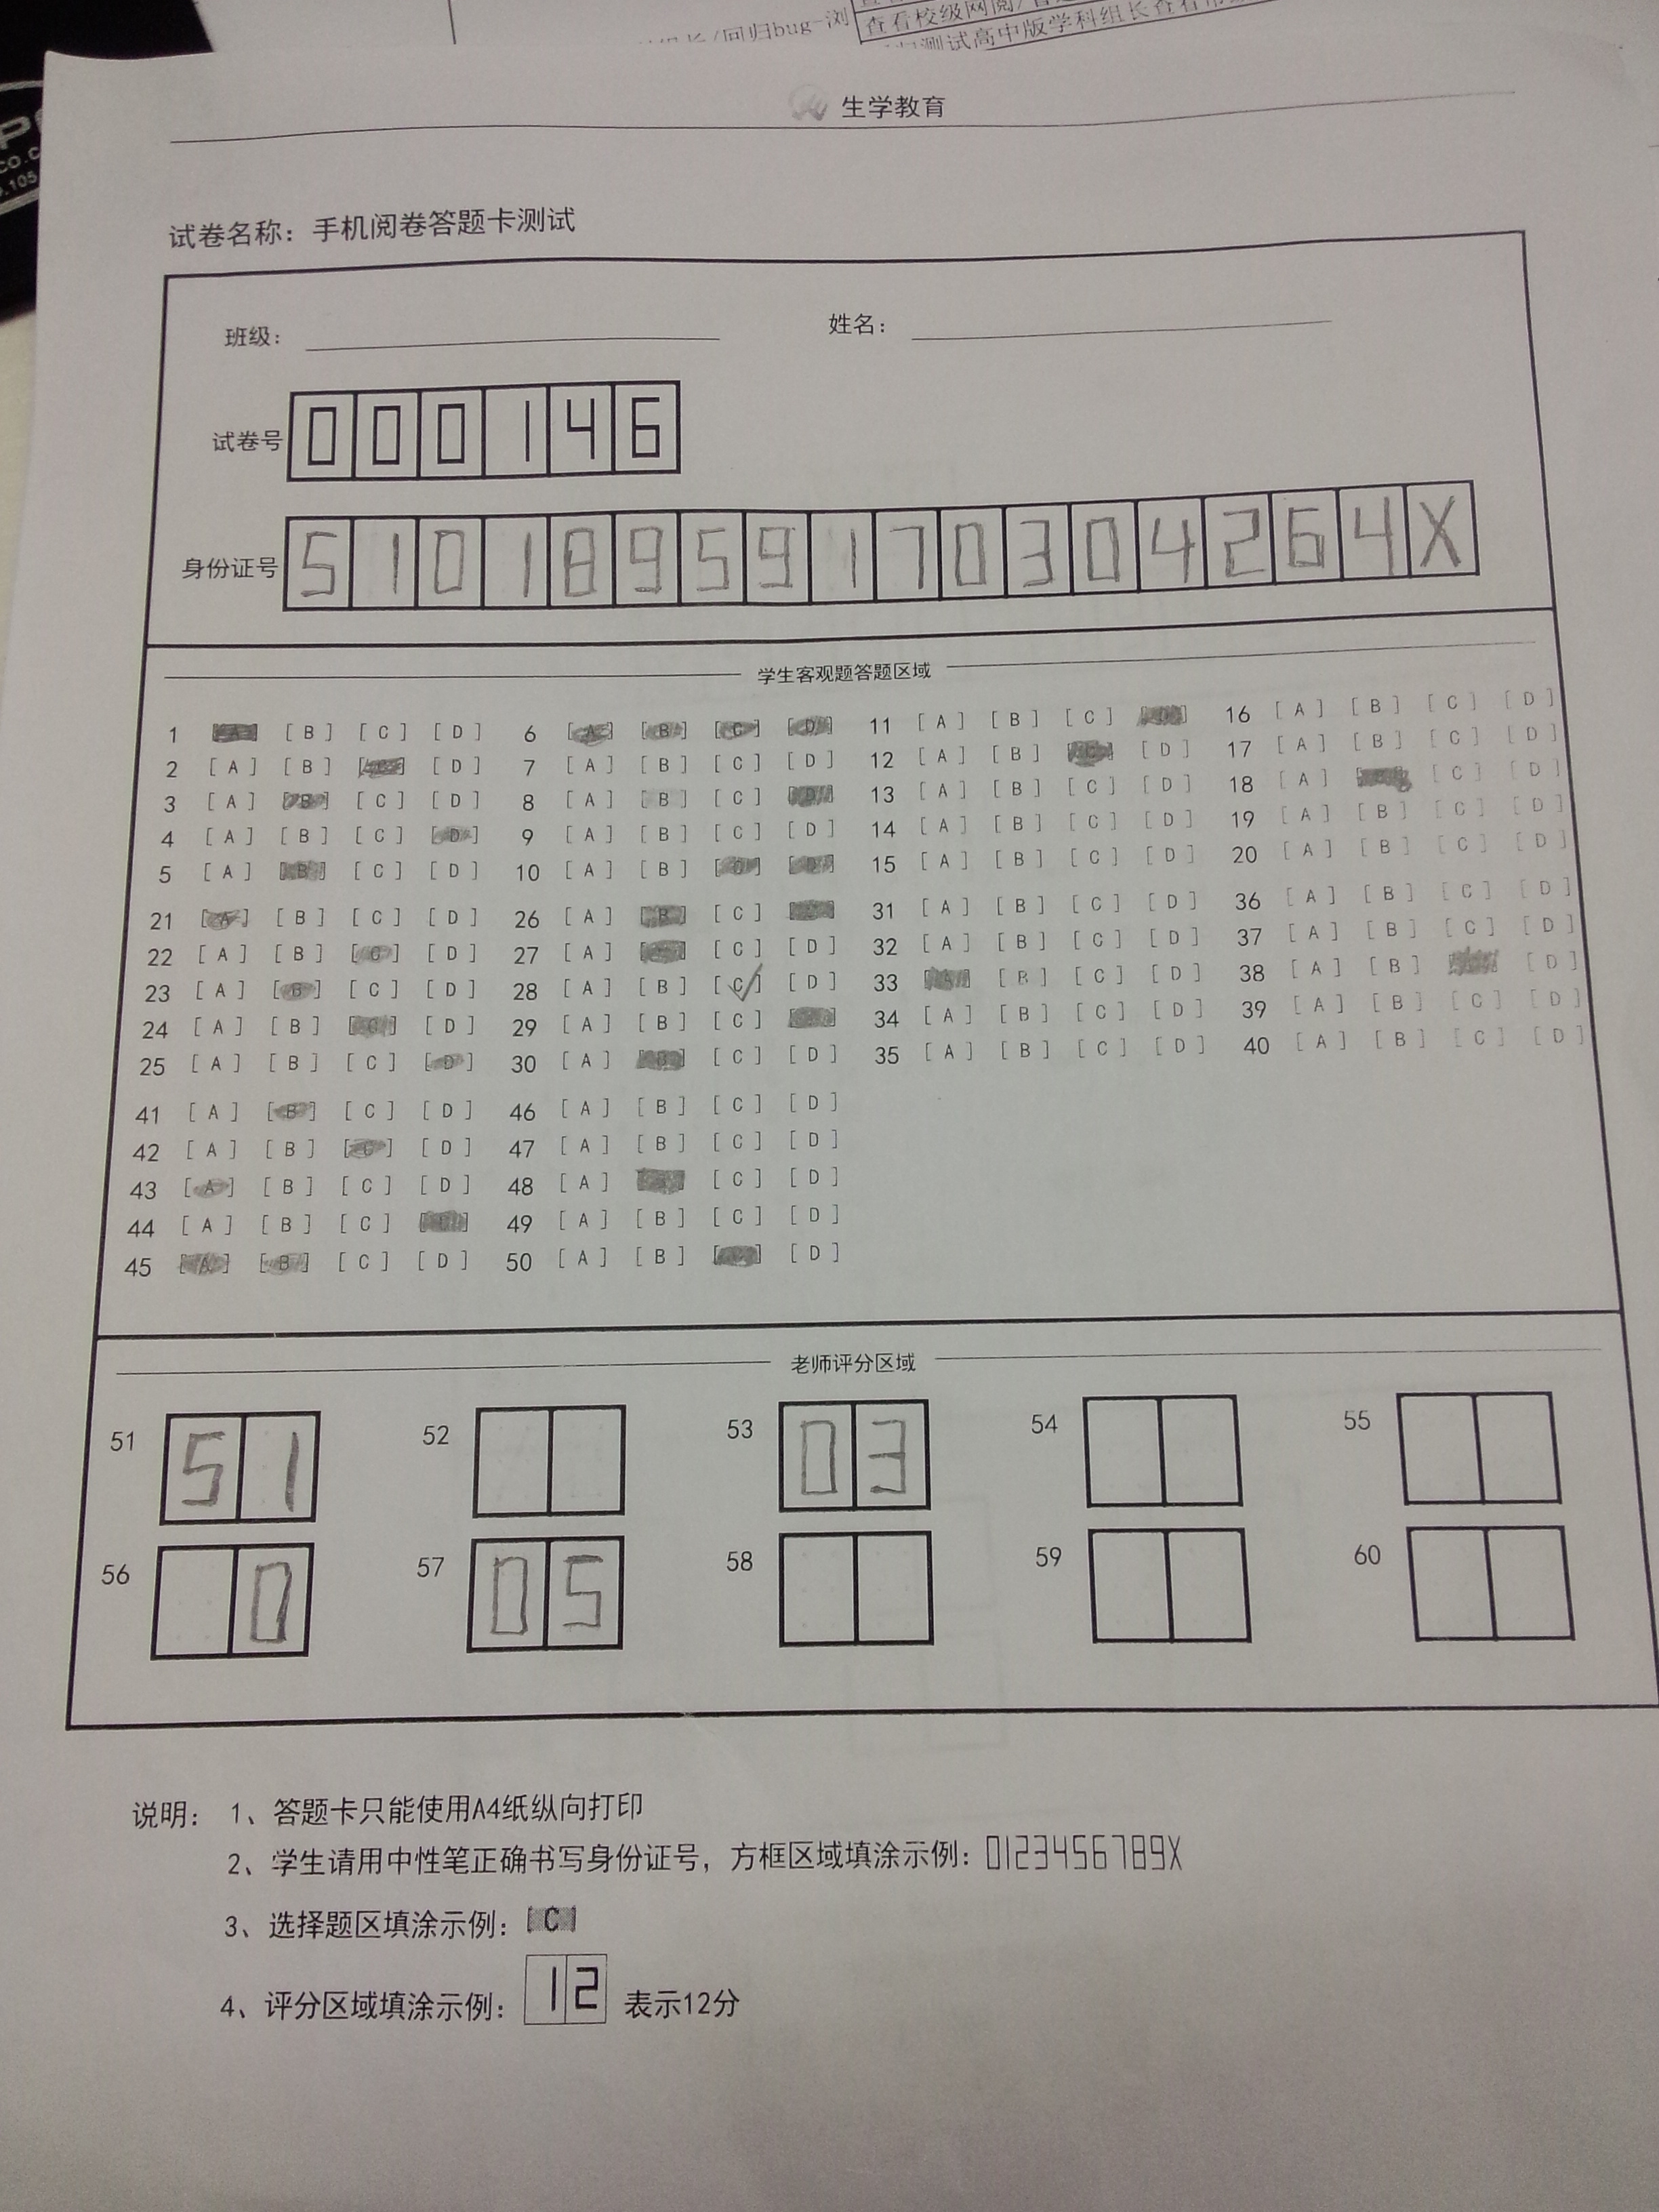 回归bug-浏
查看校级网阅/
测试高中版学科组长查看
生学教育
试卷名称：手机阅卷答题卡测试
班级：
姓名：
试卷号 000146
身份证号 51018959170304264X
学生客观题答题区域
1 [A] [B] [C] [D] 6 [A] [B] [C] [D] 11 [A] [B] [C] [D] 16 [A] [B] [C] [D]
2 [A] [B] [C] [D] 7 [A] [B] [C] [D] 12 [A] [B] [C] [D] 17 [A] [B] [C] [D]
3 [A] [B] [C] [D] 8 [A] [B] [C] [D] 13 [A] [B] [C] [D] 18 [A] [B] [C] [D]
4 [A] [B] [C] [D] 9 [A] [B] [C] [D] 14 [A] [B] [C] [D] 19 [A] [B] [C] [D]
5 [A] [B] [C] [D] 10 [A] [B] [C] [D] 15 [A] [B] [C] [D] 20 [A] [B] [C] [D]
21 [A] [B] [C] [D] 26 [A] [B] [C] [D] 31 [A] [B] [C] [D] 36 [A] [B] [C] [D]
22 [A] [B] [C] [D] 27 [A] [B] [C] [D] 32 [A] [B] [C] [D] 37 [A] [B] [C] [D]
23 [A] [B] [C] [D] 28 [A] [B] [C] [D] 33 [A] [B] [C] [D] 38 [A] [B] [C] [D]
24 [A] [B] [C] [D] 29 [A] [B] [C] [D] 34 [A] [B] [C] [D] 39 [A] [B] [C] [D]
25 [A] [B] [C] [D] 30 [A] [B] [C] [D] 35 [A] [B] [C] [D] 40 [A] [B] [C] [D]
41 [A] [B] [C] [D] 46 [A] [B] [C] [D]
42 [A] [B] [C] [D] 47 [A] [B] [C] [D]
43 [A] [B] [C] [D] 48 [A] [B] [C] [D]
44 [A] [B] [C] [D] 49 [A] [B] [C] [D]
45 [A] [B] [C] [D] 50 [A] [B] [C] [D]
老师评分区域
51 51 52 53 03 54 55
56 0 57 05 58 59 60
说明： 1、答题卡只能使用A4纸纵向打印
2、学生请用中性笔正确书写身份证号，方框区域填涂示例：0123456789X
3、选择题区填涂示例：[C]
4、评分区域填涂示例：12 表示12分